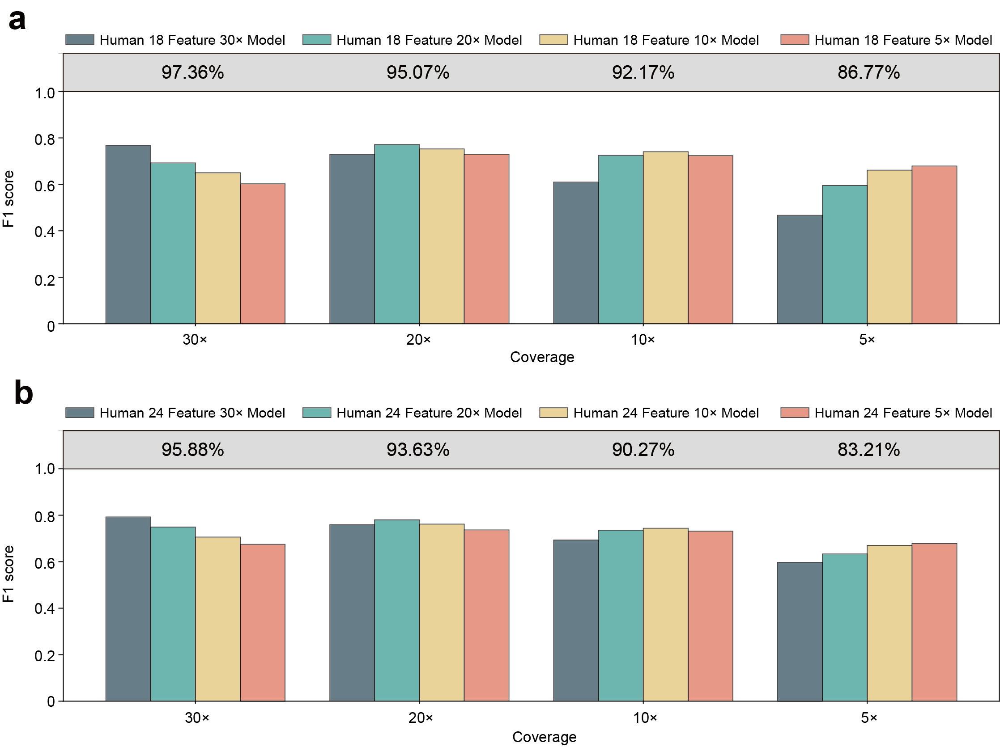 a
Human 18 Feature 30× Model
Human 18 Feature 20× Model
Human 18 Feature 10× Model
Human 18 Feature 5× Model
97.36%
95.07%
92.17%
86.77%
1.0
0.8
0.6
0.4
0.2
0
F1 score
30×
20×
10×
5×
Coverage
b
Human 24 Feature 30× Model
Human 24 Feature 20× Model
Human 24 Feature 10× Model
Human 24 Feature 5× Model
95.88%
93.63%
90.27%
83.21%
1.0
0.8
0.6
0.4
0.2
0
F1 score
30×
20×
10×
5×
Coverage